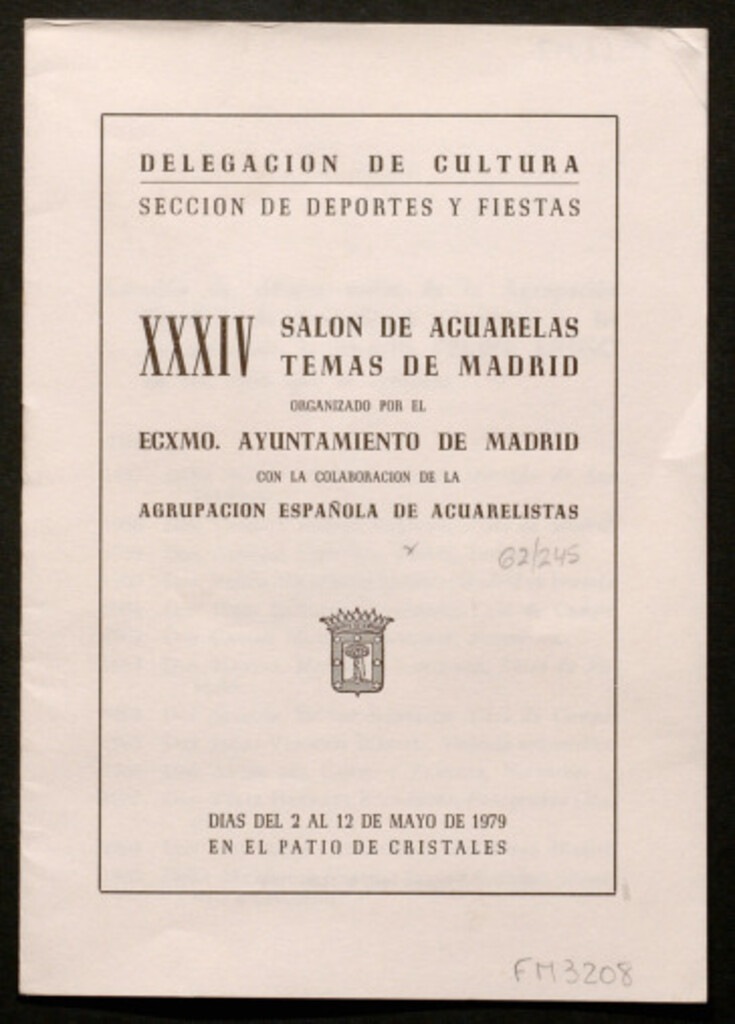 DELEGACION DE CULTURA
SECCION DE DEPORTES Y FIESTAS
XXXIV SALON DE ACUARELAS
TEMAS DE MADRID
ORGANIZADO POR EL
ECXMO. AYUNTAMIENTO DE MADRID
CON LA COLABORACION DE LA
AGRUPACION ESPAÑOLA DE ACUARELISTAS
62/245
DIAS DEL 2 AL 12 DE MAYO DE 1979
EN EL PATIO DE CRISTALES
FM3208